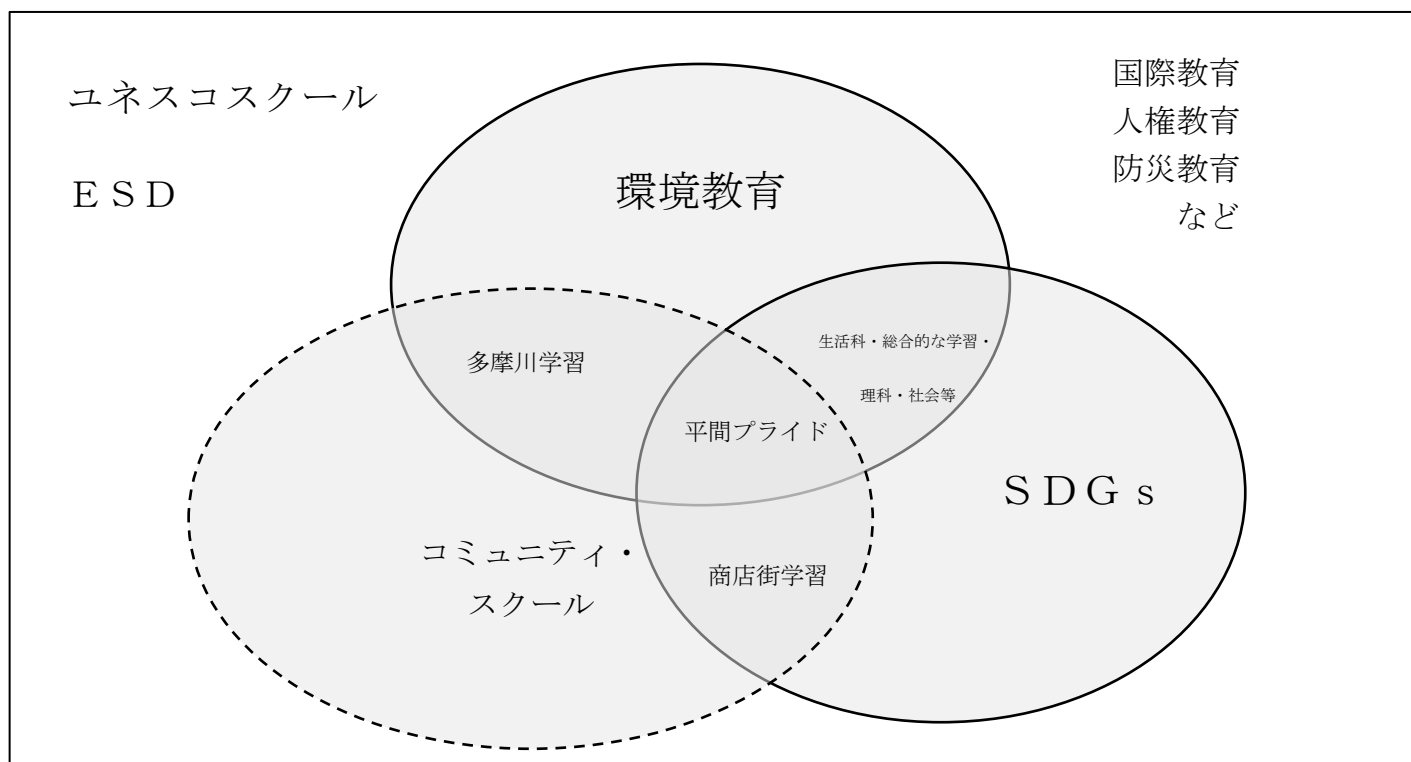 ユネスコスクール
ＥＳＤ
国際教育
人権教育
防災教育
など
環境教育
生活科・総合的な学習・
理科・社会等
多摩川学習
平間プライド
ＳＤＧｓ
コミュニティ・
スクール
商店街学習